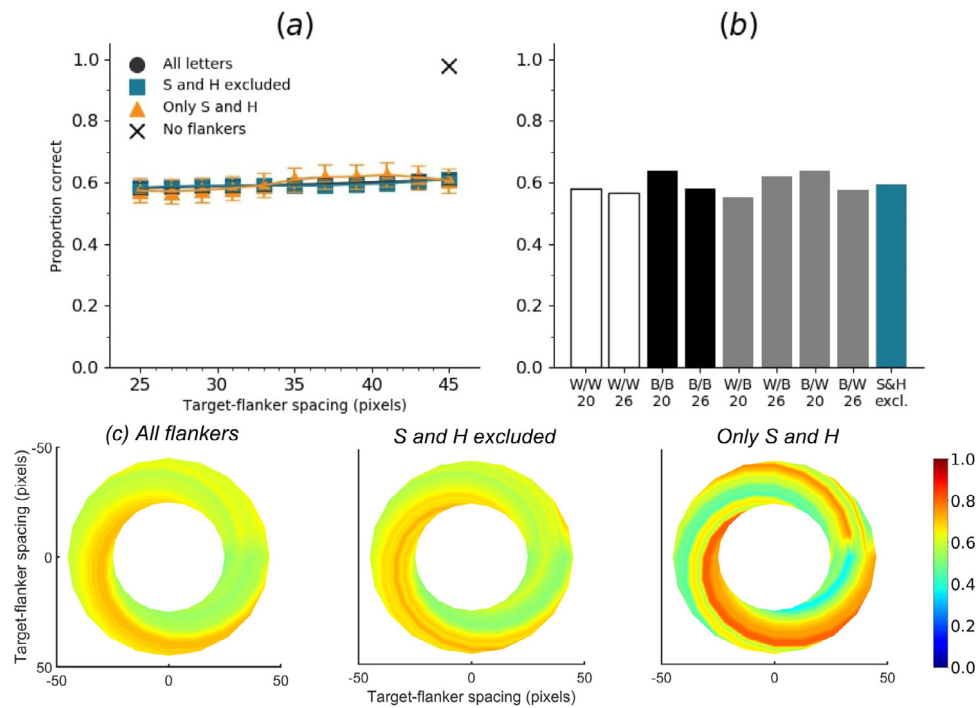 (a)
1.0
0.8
0.6
0.4
0.2
0.0
Proportion correct
All letters
S and H excluded
Only S and H
No flankers
25 30 35 40 45
Target-flanker spacing (pixels)
(b)
1.0
0.8
0.6
0.4
0.2
0.0
W/W W/W B/B B/B W/B W/B B/W B/W S&H
20 26 20 26 20 26 20 26 excl.
(c) All flankers
S and H excluded
Only S and H
-50
0
50
Target-flanker spacing (pixels)
0 50
-50 0 50
-50 0 50
Target-flanker spacing (pixels)
1.0
0.8
0.6
0.4
0.2
0.0